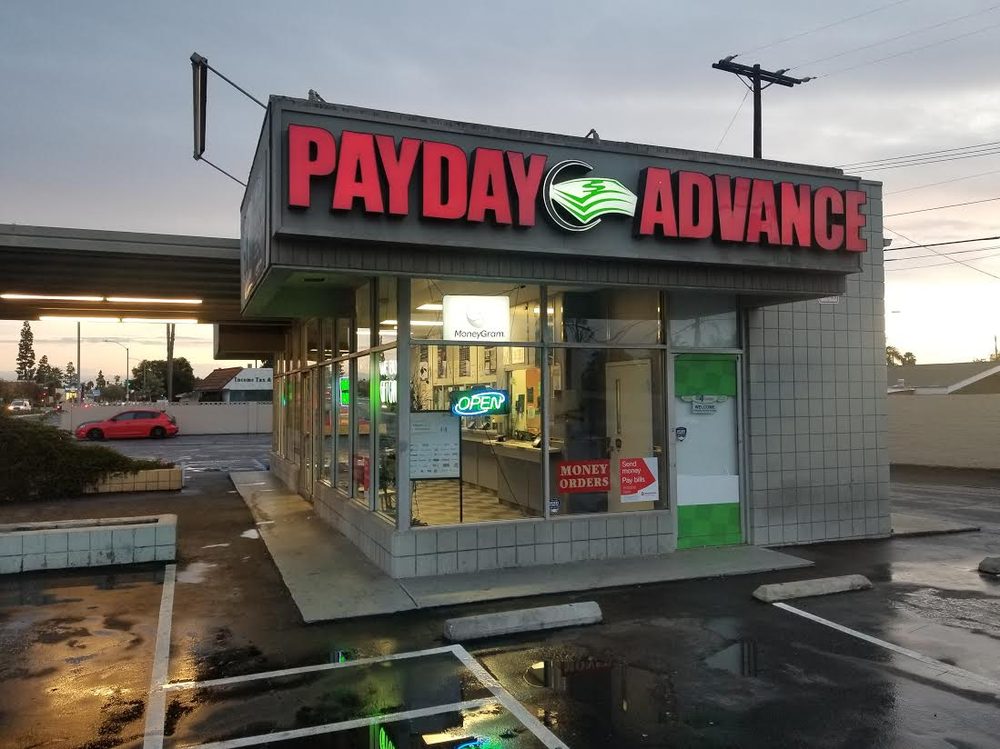 PAYDAY ADVANCE
MoneyGram
OPEN
Income Tax
MONEY
ORDERS
Send
money
Pay bills
WELCOME